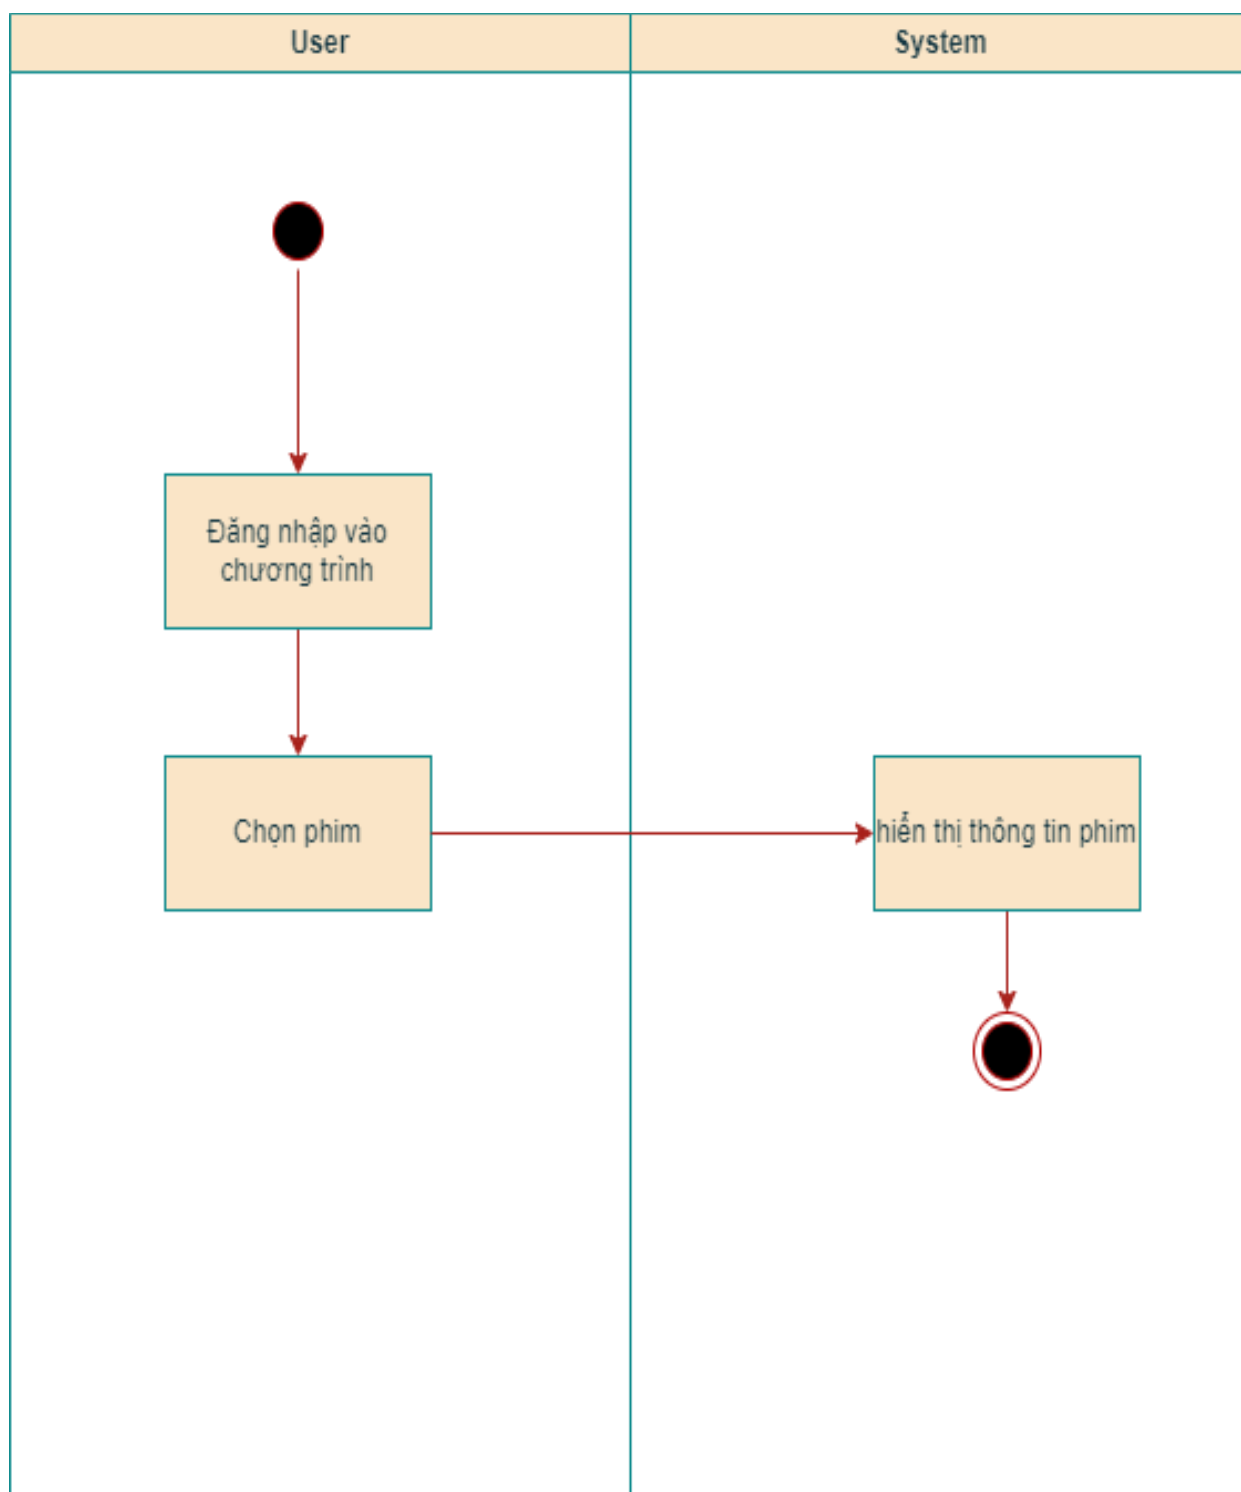 User
System
Đăng nhập vào
chương trình
Chọn phim
hiển thị thông tin phim